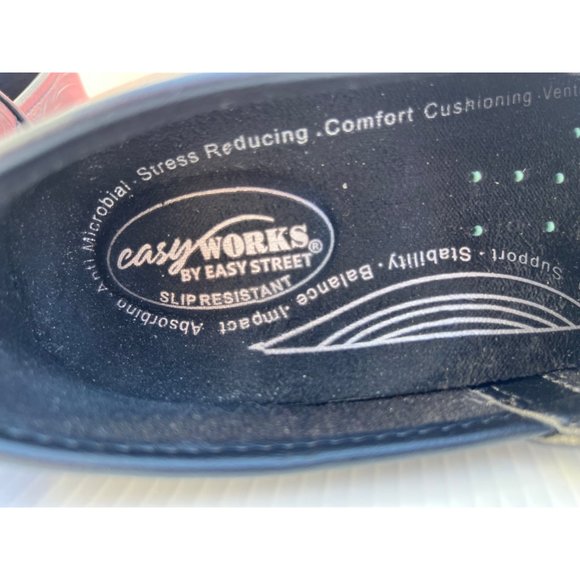 Anti Microbial · Stress Reducing · Comfort Cushioning · Vent
easy WORKS®
BY EASY STREET
SLIP RESISTANT
Support · Stability · Balance · Impact Absorbing ·